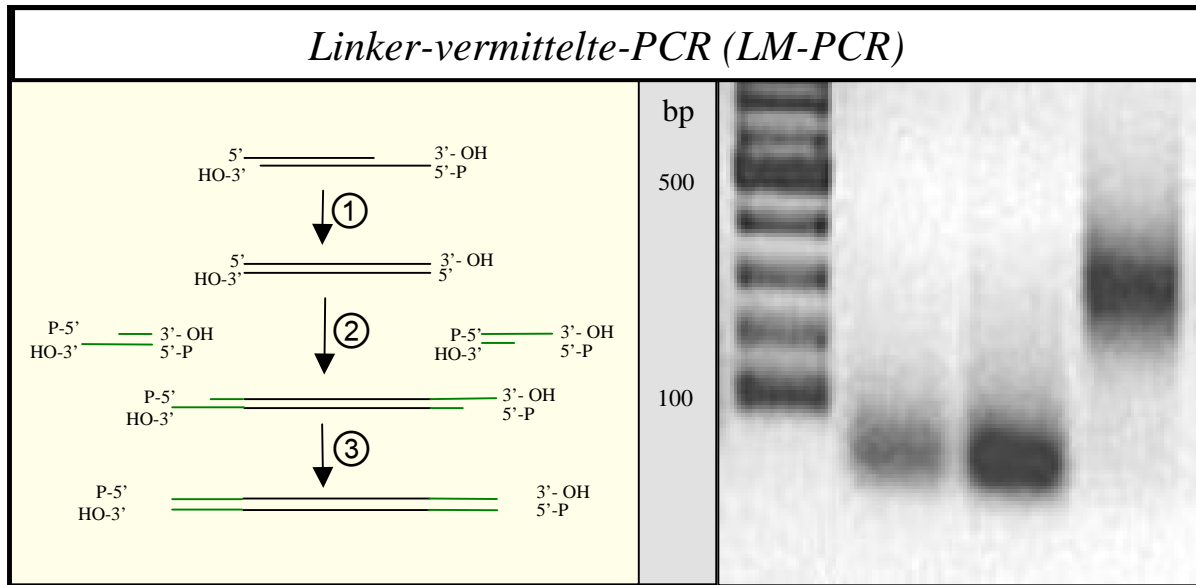 Linker-vermittelte-PCR (LM-PCR)
5’ 3’- OH
HO-3’ 5’-P
①
5’ 3’- OH
HO-3’ 5’
②
P-5’ 3’- OH P-5’ 3’- OH
HO-3’ 5’-P HO-3’ 5’-P
P-5’ 3’- OH
HO-3’ 5’-P
③
P-5’ 3’- OH
HO-3’ 5’-P
bp
500
100